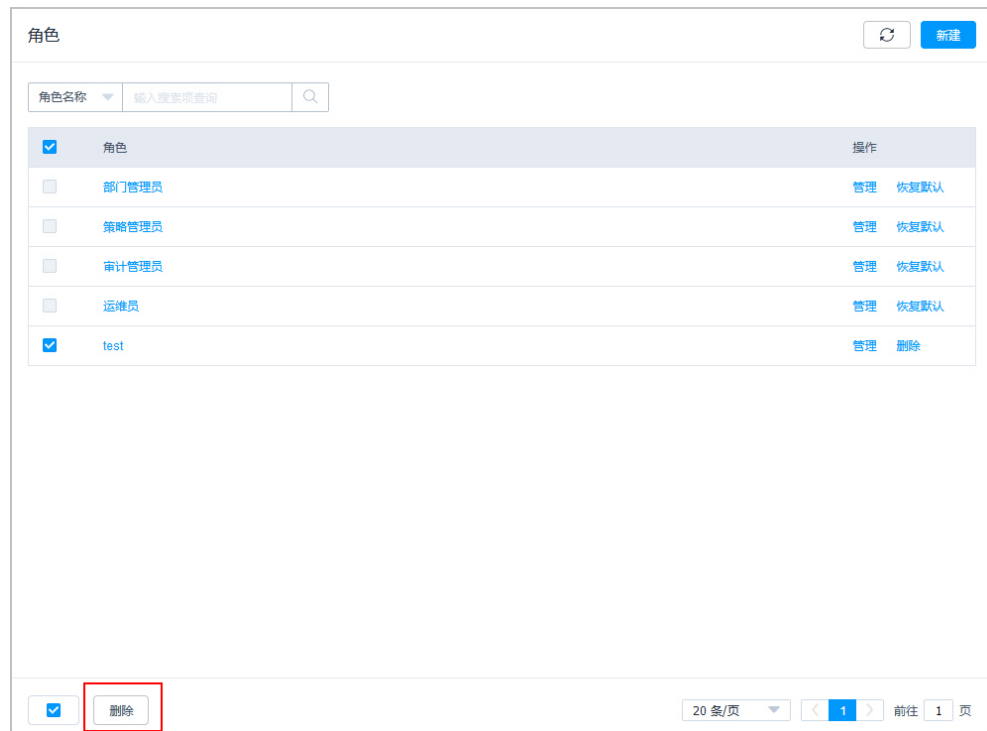 角色
新建
角色名称 输入搜索项查询
角色 操作
部门管理员 管理 恢复默认
策略管理员 管理 恢复默认
审计管理员 管理 恢复默认
运维员 管理 恢复默认
test 管理 删除
删除 20 条/页 1 前往 1 页